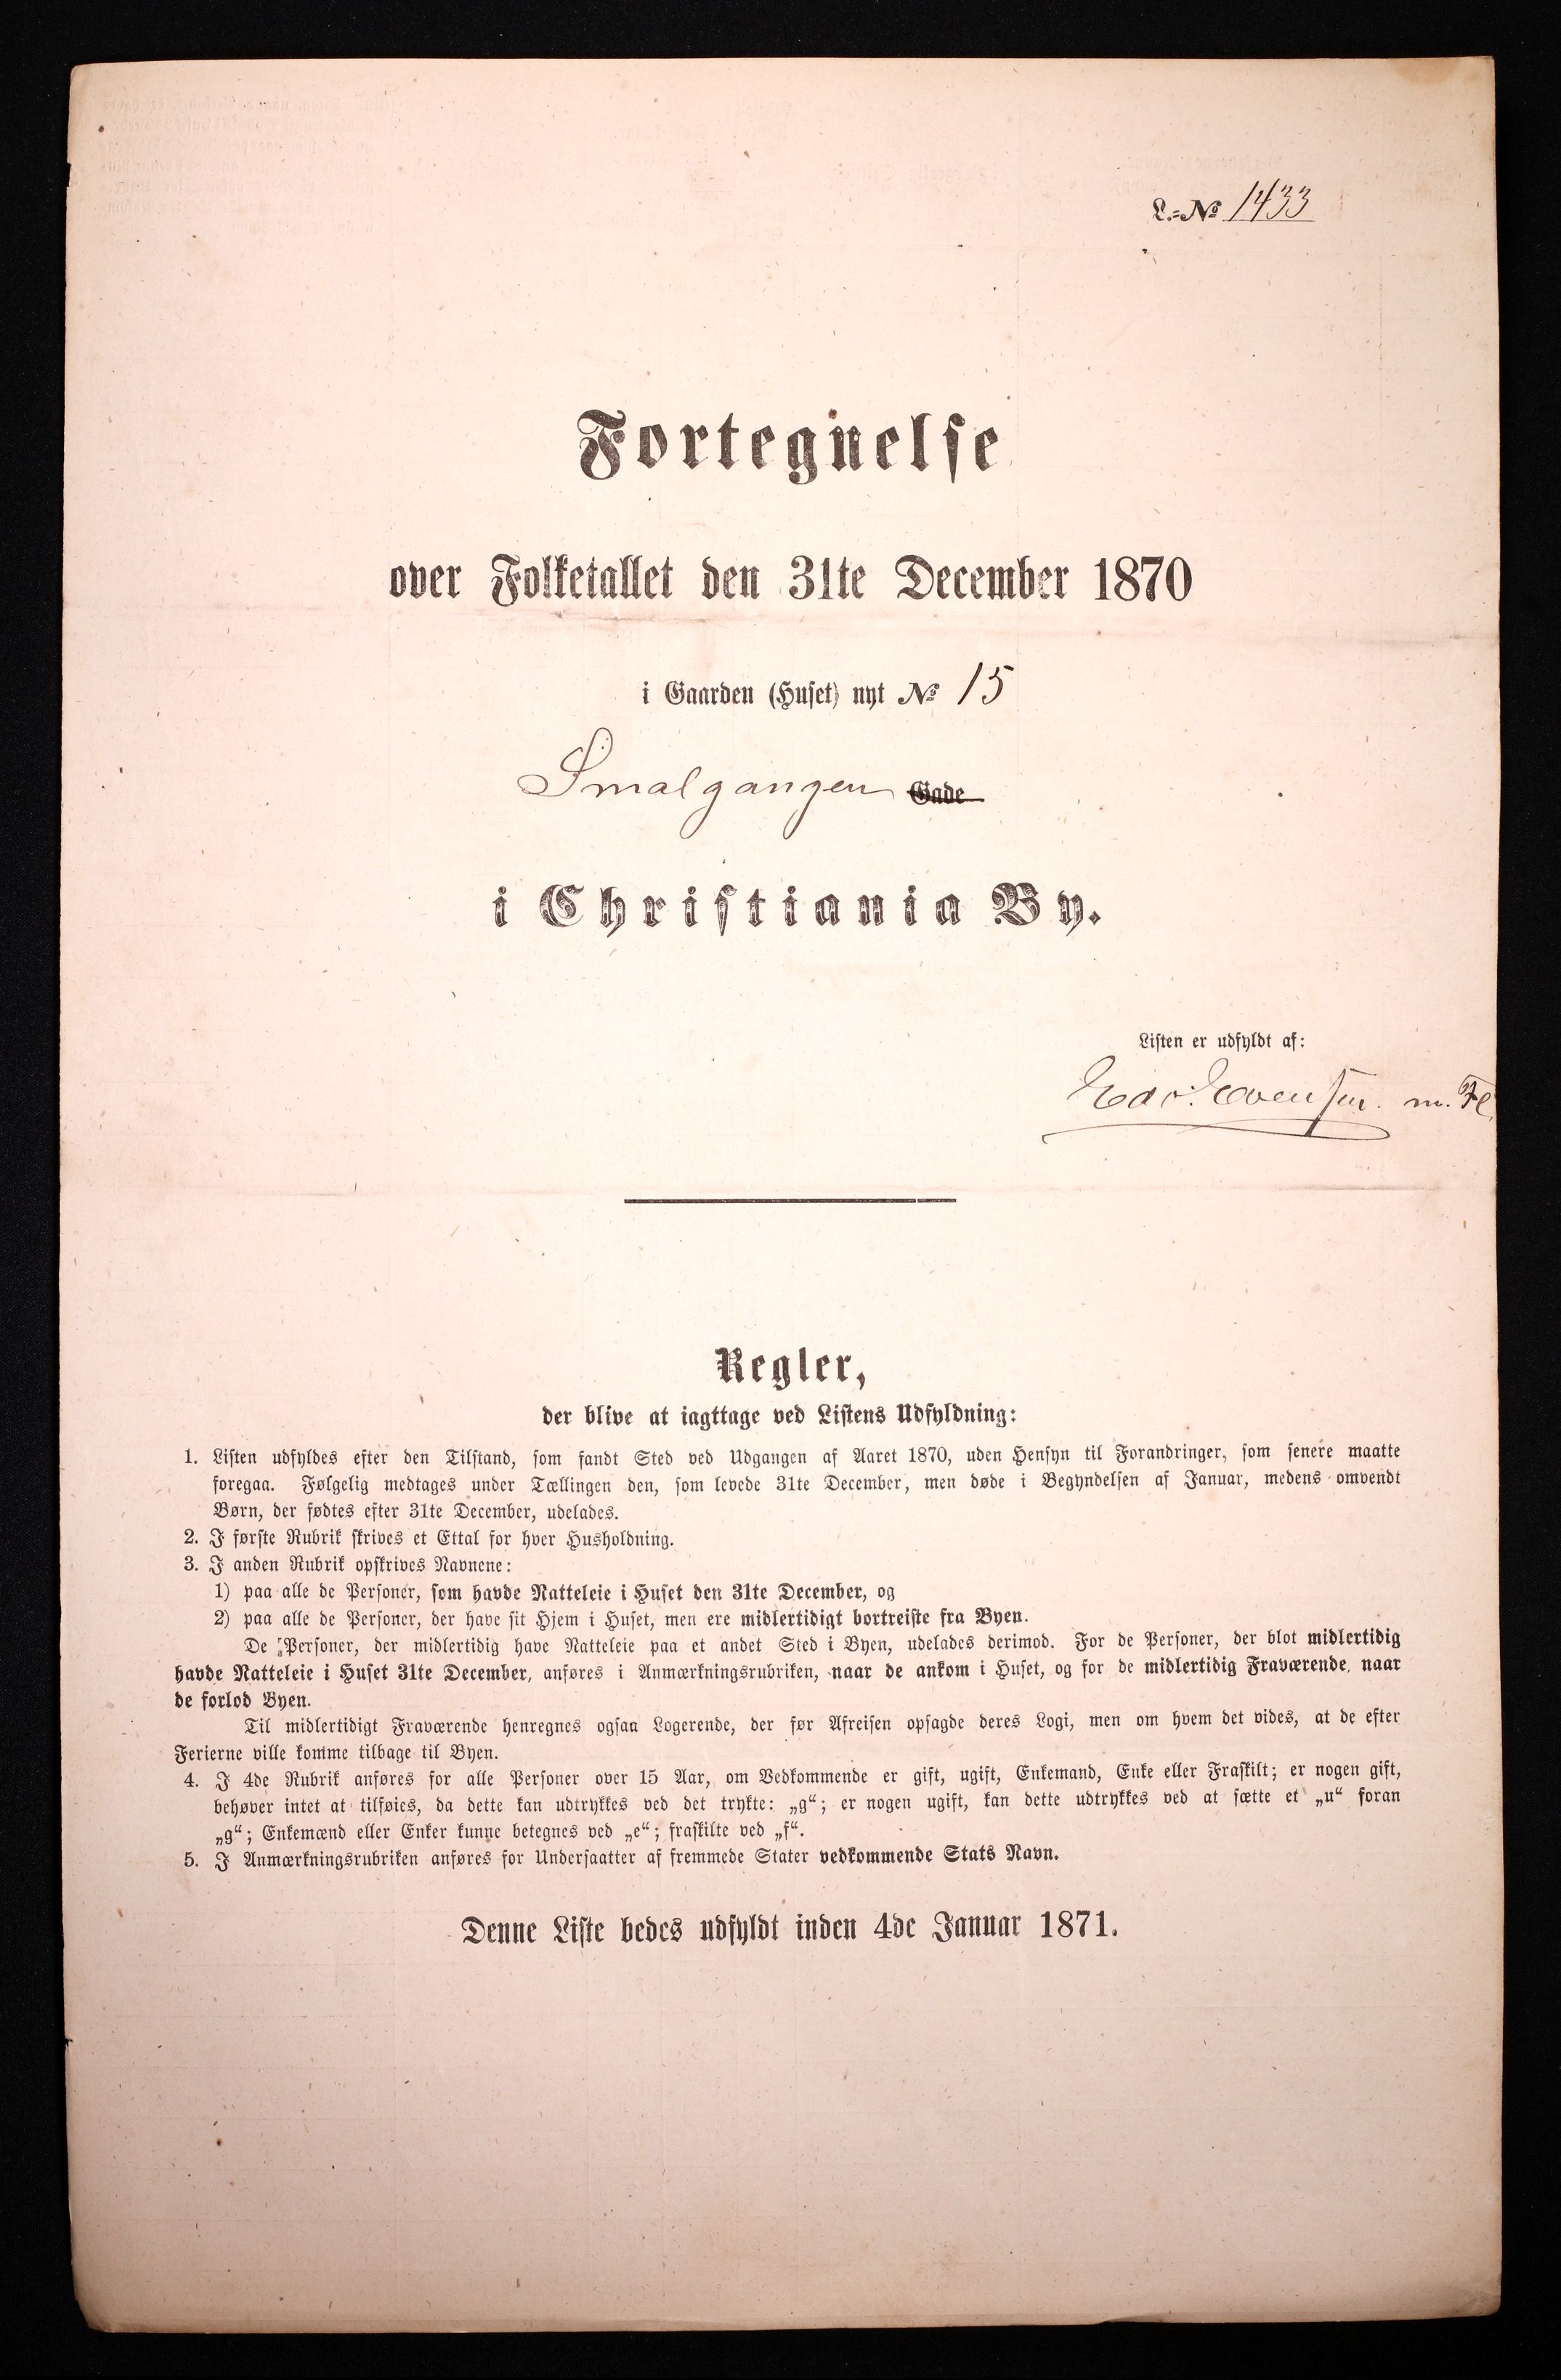 L.-№ 1433
Fortegnelse
over Folketallet den 31te December 1870
i Gaarden (Huset) nyt № 15
Smalgangen Gade
i Christiania By.
Listen er udfyldt af:
Edv. Evensen. m.
Regler,
der blive at iagttage ved Listens Udfyldning:
1. Listen udfyldes efter den Tilstand, som fandt Sted ved Udgangen af Aaret 1870, uden Hensyn til Forandringer, som senere maatte
foregaa. Følgelig medtages under Tællingen den, som levede 31te December, men døde i Begyndelsen af Januar, medens omvendt
Børn, der fødtes efter 31te December, udelades.
2. I første Rubrik skrives et Ettal for hver Husholdning.
3. I anden Rubrik opskrives Navnene:
1) paa alle de Personer, som havde Natteleie i Huset den 31te December, og
2) paa alle de Personer, der have sit Hjem i Huset, men ere midlertidigt bortreiste fra Byen.
De Personer, der midlertidig have Natteleie paa et andet Sted i Byen, udelades derimod. For de Personer, der blot midlertidig
havde Natteleie i Huset 31te December, anføres i Anmærkningsrubriken, naar de ankom i Huset, og for de midlertidig Fraværende, naar
de forlod Byen.
Til midlertidigt Fraværende henregnes ogsaa Logerende, der før Afreisen opsagde deres Logi, men om hvem det vides, at de efter
Ferierne ville komme tilbage til Byen.
4. I 4de Rubrik anføres for alle Personer over 15 Aar, om Vedkommende er gift, ugift, Enkemand, Enke eller Fraskilt; er nogen gift,
behøver intet at tilføies, da dette kan udtrykkes ved det trykte: „g“; er nogen ugift, kan dette udtrykkes ved at sætte et „u“ foran
„g“; Enkemænd eller Enker kunne betegnes ved „e“; fraskilte ved „f“.
5. I Anmærkningsrubriken anføres for Undersaatter af fremmede Stater vedkommende Stats Navn.
Denne Liste bedes udfyldt inden 4de Januar 1871.